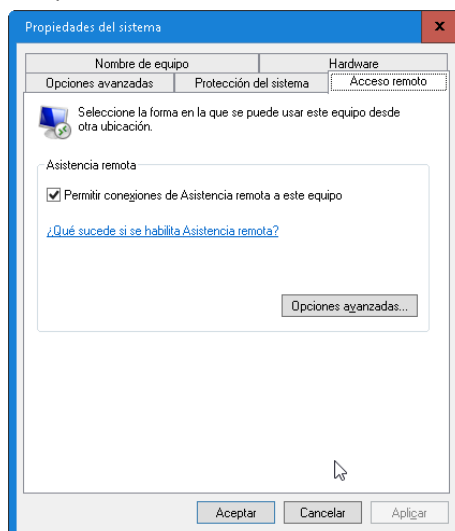 Propiedades del sistema
x
Nombre de equipo
Hardware
Opciones avanzadas
Protección del sistema
Acceso remoto
Seleccione la forma en la que se puede usar este equipo desde
otra ubicación.
Asistencia remota
Permitir conexiones de Asistencia remota a este equipo
¿Qué sucede si se habilita Asistencia remota?
Opciones avanzadas...
Aceptar
Cancelar
Aplicar